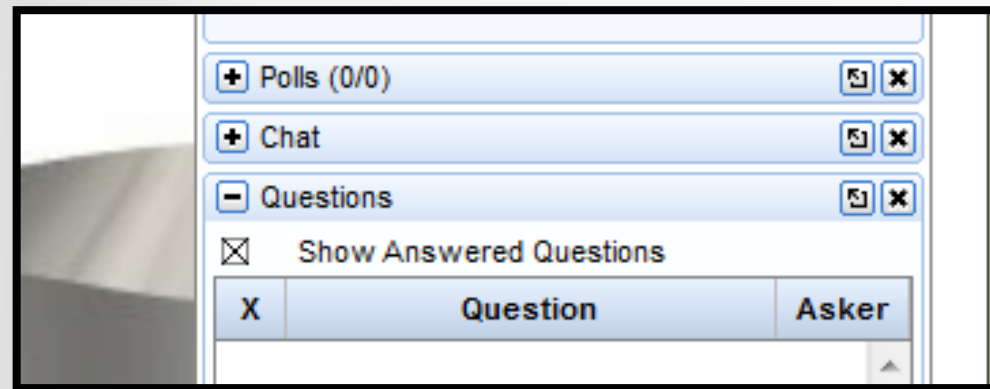 Polls (0/0)
Chat
Questions
Show Answered Questions
X Question Asker